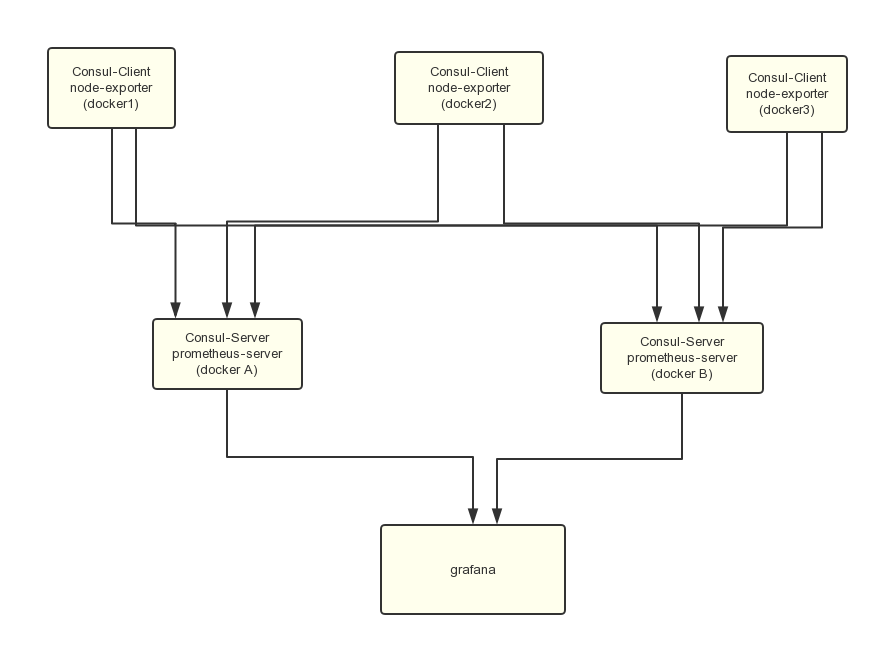 Consul-Client
node-exporter
(docker1)
Consul-Client
node-exporter
(docker2)
Consul-Client
node-exporter
(docker3)
Consul-Server
prometheus-server
(docker A)
Consul-Server
prometheus-server
(docker B)
grafana